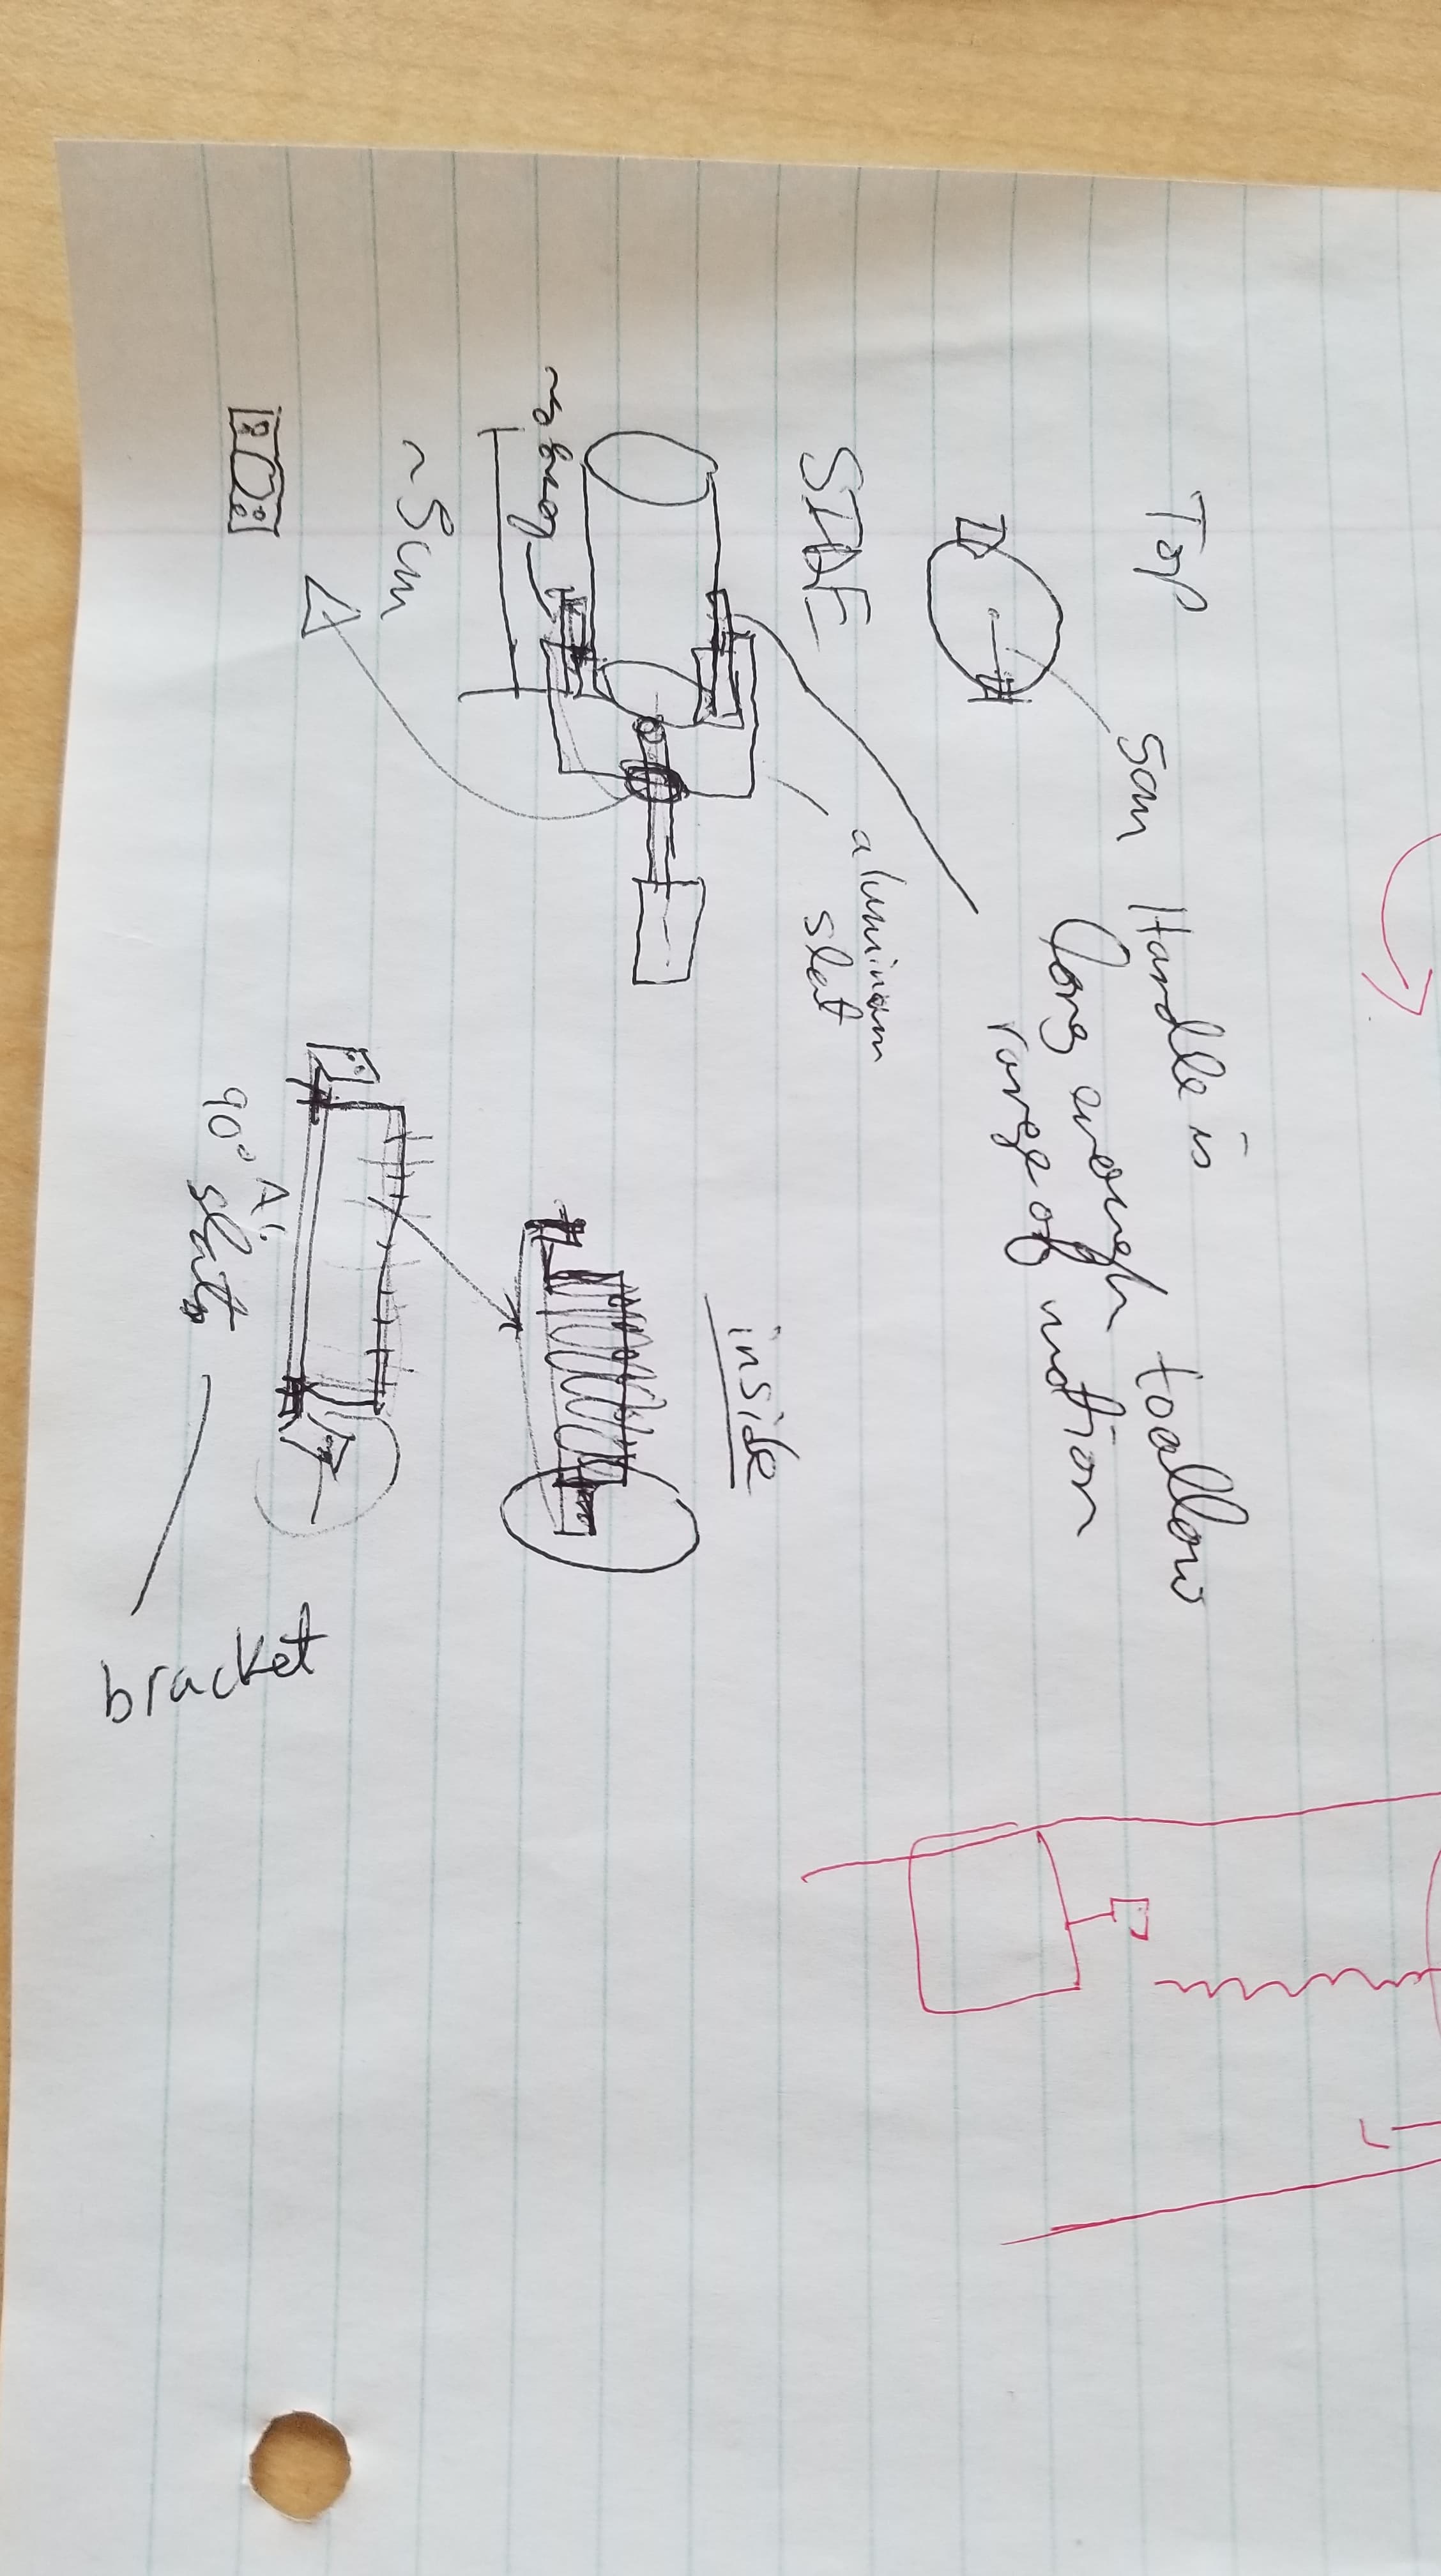 Top
5cm
Handle is
long enough to allow
range of motion
SIDE
aluminum
slat
inside
~5cm
Al.
90° slats
bracket